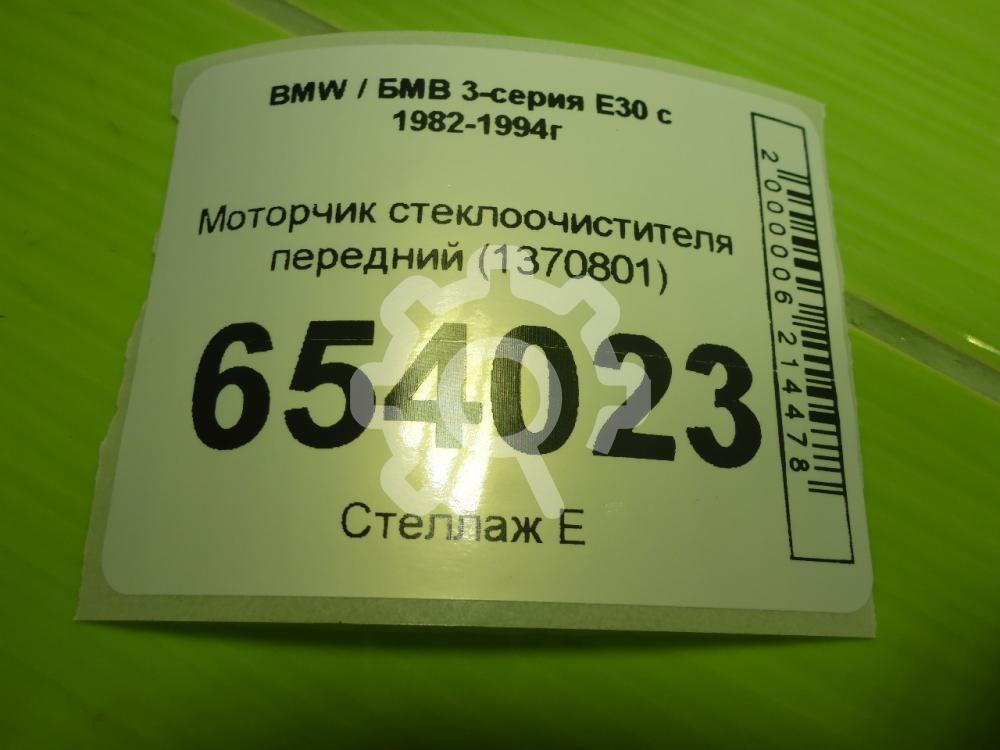 BMW / БМВ 3-серия E30 с
1982-1994г
Моторчик стеклоочистителя
передний (1370801)
654023
Стеллаж Е
2000006214478